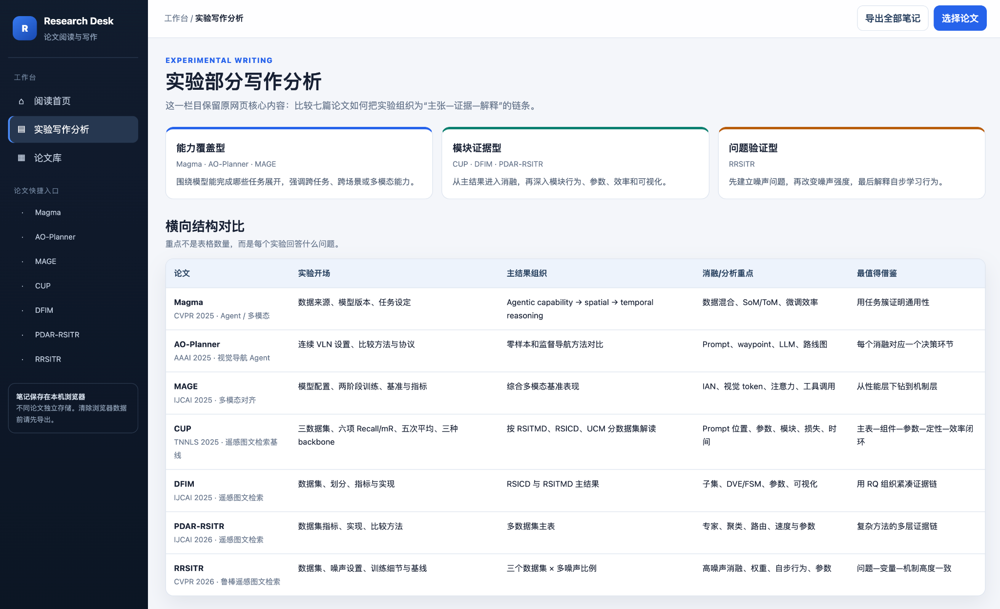 R
Research Desk
论文阅读与写作
工作台
阅读首页
实验写作分析
论文库
论文快捷入口
· Magma
· AO-Planner
· MAGE
· CUP
· DFIM
· PDAR-RSITR
· RRSITR
笔记保存在本机浏览器
不同论文独立存储。清除浏览器数据
前请先导出。
工作台 / 实验写作分析
导出全部笔记
选择论文
EXPERIMENTAL WRITING
实验部分写作分析
这一栏目保留原网页核心内容：比较七篇论文如何把实验组织为“主张—证据—解释”的链条。
能力覆盖型
Magma · AO-Planner · MAGE
围绕模型能完成哪些任务展开，强调跨任务、跨场景或多模态能力。
模块证据型
CUP · DFIM · PDAR-RSITR
从主结果进入消融，再深入模块行为、参数、效率和可视化。
问题验证型
RRSITR
先建立噪声问题，再改变噪声强度，最后解释自步学习行为。
横向结构对比
重点不是表格数量，而是每个实验回答什么问题。
论文 实验开场 主结果组织 消融/分析重点 最值得借鉴
Magma
CVPR 2025 · Agent / 多模态
数据来源、模型版本、任务设定
Agentic capability → spatial → temporal
reasoning
数据混合、SoM/ToM、微调效率
用任务簇证明通用性
AO-Planner
AAAI 2025 · 视觉导航 Agent
连续 VLN 设置、比较方法与协议
零样本和监督导航方法对比
Prompt、waypoint、LLM、路线图
每个消融对应一个决策环节
MAGE
IJCAI 2025 · 多模态对齐
模型配置、两阶段训练、基准与指标
综合多模态基准表现
IAN、视觉 token、注意力、工具调用
从性能层下钻到机制层
CUP
TNNLS 2025 · 遥感图文检索基
线
三数据集、六项 Recall/mR、五次平均、三种
backbone
按 RSITMD、RSICD、UCM 分数据集解读
Prompt 位置、参数、模块、损失、时
间
主表—组件—参数—定性—效率闭
环
DFIM
IJCAI 2025 · 遥感图文检索
数据集、划分、指标与实现
RSICD 与 RSITMD 主结果
子集、DVE/FSM、参数、可视化
用 RQ 组织紧凑证据链
PDAR-RSITR
IJCAI 2026 · 遥感图文检索
数据集指标、实现、比较方法
多数据集主表
专家、聚类、路由、速度与参数
复杂方法的多层证据链
RRSITR
CVPR 2026 · 鲁棒遥感图文检索
数据集、噪声设置、训练细节与基线
三个数据集 × 多噪声比例
高噪声消融、权重、自步行为、参数
问题—变量—机制高度一致